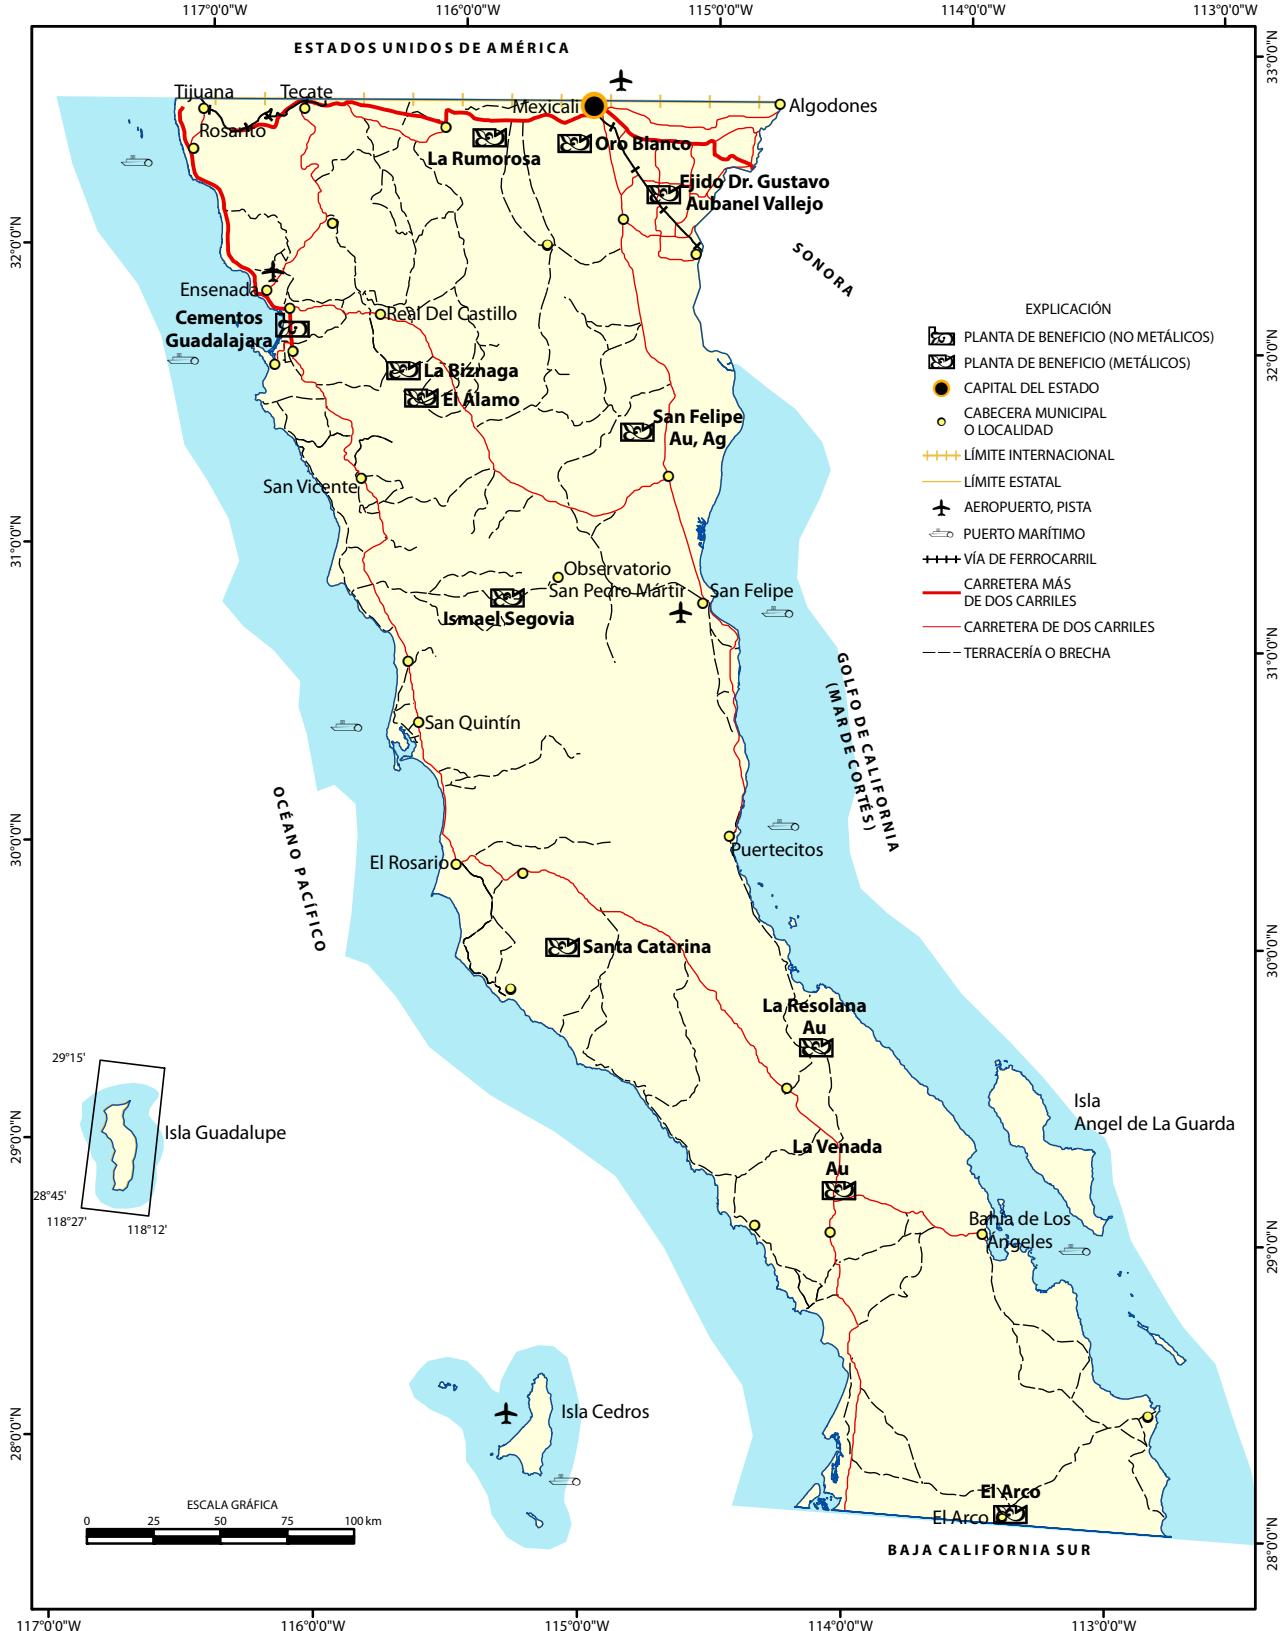 117°0'0"W
116°0'0"W
115°0'0"W
114°0'0"W
113°0'0"W
33°0'0"N
ESTADOS UNIDOS DE AMÉRICA
Tijuana
Tecate
Mexicali
Algodones
Rosarito
La Rumorosa
Oro Blanco
Ejido Dr. Gustavo
Aubanel Vallejo
32°0'0"N
SONORA
Ensenada
Cementos
Guadalajara
Real Del Castillo
EXPLICACIÓN
PLANTA DE BENEFICIO (NO METÁLICOS)
PLANTA DE BENEFICIO (METÁLICOS)
CAPITAL DEL ESTADO
CABECERA MUNICIPAL
O LOCALIDAD
LÍMITE INTERNACIONAL
LÍMITE ESTATAL
AEROPUERTO, PISTA
PUERTO MARÍTIMO
VÍA DE FERROCARRIL
CARRETERA MÁS
DE DOS CARRILES
CARRETERA DE DOS CARRILES
TERRACERÍA O BRECHA
32°0'0"N
La Biznaga
El Álamo
San Felipe
Au, Ag
San Vicente
31°0'0"N
Observatorio
San Pedro Mártir
San Felipe
Ismael Segovia
31°0'0"N
GOLFO DE CALIFORNIA
(MAR DE CORTÉS)
San Quintín
OCÉANO PACÍFICO
30°0'0"N
Puertecitos
El Rosario
Santa Catarina
30°0'0"N
La Resolana
Au
29°15'
Isla Guadalupe
28°45'
118°27'
118°12'
29°0'0"N
Isla
Angel de La Guarda
La Venada
Au
Bahía de Los
Ángeles
29°0'0"N
Isla Cedros
28°0'0"N
El Arco
El Arco
BAJA CALIFORNIA SUR
28°0'0"N
ESCALA GRÁFICA
0
25
50
75
100 km
117°0'0"W
116°0'0"W
115°0'0"W
114°0'0"W
113°0'0"W